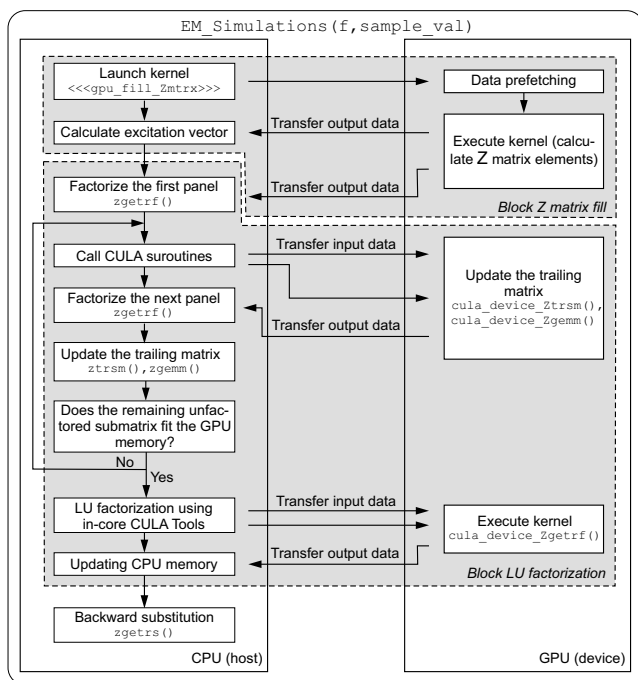 EM_Simulations(f,sample_val)
Launch kernel
<<<gpu_fill_Zmtrx>>>
Data prefetching
Transfer output data
Calculate excitation vector
Execute kernel (calcu-
late Z matrix elements)
Transfer output data
Factorize the first panel
zgetrf()
Block Z matrix fill
Transfer input data
Call CULA suroutines
Update the trailing
matrix
cula_device_Ztrsm(),
cula_device_Zgemm()
Factorize the next panel
zgetrf()
Transfer output data
Update the trailing matrix
ztrsm(),zgemm()
Does the remaining unfac-
tored submatrix fit the GPU
memory?
No
Yes
Transfer input data
LU factorization using
in-core CULA Tools
Execute kernel
cula_device_Zgetrf()
Transfer output data
Updating CPU memory
Block LU factorization
Backward substitution
zgetrs()
CPU (host)
GPU (device)